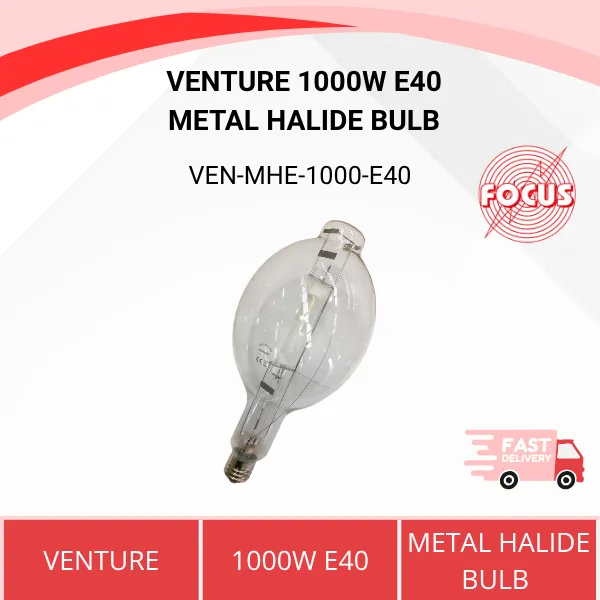 VENTURE 1000W E40
METAL HALIDE BULB
VEN-MHE-1000-E40
FOCUS
FAST
DELIVERY
VENTURE
1000W E40
METAL HALIDE
BULB